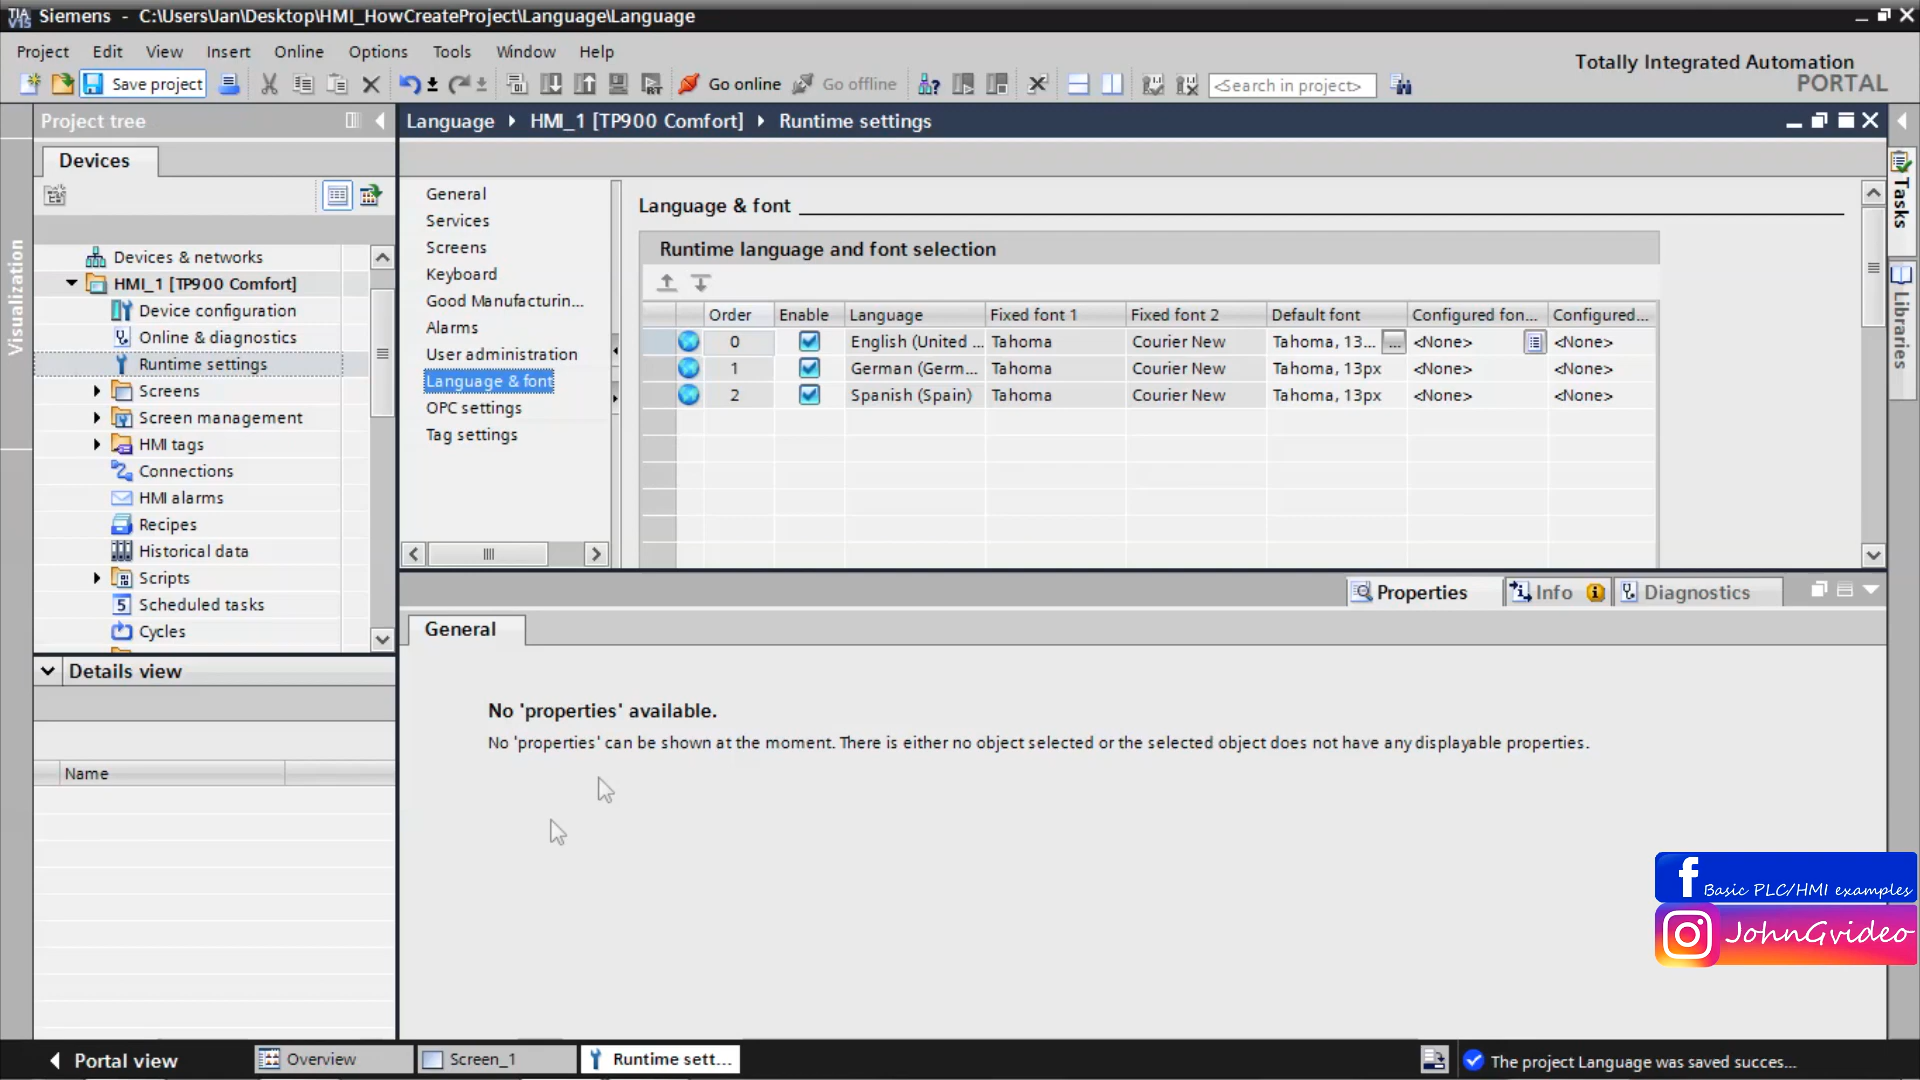 Siemens - C:\Users\Jan\Desktop\HMI_HowCreateProject\Language\Language
Project Edit View Insert Online Options Tools Window Help
Totally Integrated Automation
PORTAL
Save project
Go online
Go offline
<Search in project>
Project tree
Language HMI_1 [TP900 Comfort] Runtime settings
Devices
Visualization
Devices & networks
HMI_1 [TP900 Comfort]
Device configuration
Online & diagnostics
Runtime settings
Screens
Screen management
HMI tags
Connections
HMI alarms
Recipes
Historical data
Scripts
Scheduled tasks
Cycles
Details view
Name
General
Services
Screens
Keyboard
Good Manufacturin...
Alarms
User administration
Language & font
OPC settings
Tag settings
Language & font
Runtime language and font selection
Order Enable Language Fixed font 1 Fixed font 2 Default font Configured fon... Configured...
0 English (United ... Tahoma Courier New Tahoma, 13... ... <None> <None>
1 German (Germ... Tahoma Courier New Tahoma, 13px <None> <None>
2 Spanish (Spain) Tahoma Courier New Tahoma, 13px <None> <None>
Tasks
Libraries
Properties Info Diagnostics
General
No 'properties' available.
No 'properties' can be shown at the moment. There is either no object selected or the selected object does not have any displayable properties.
f Basic PLC/HMI examples
JohnGvideo
Portal view Overview Screen_1 Runtime sett... The project Language was saved succes...